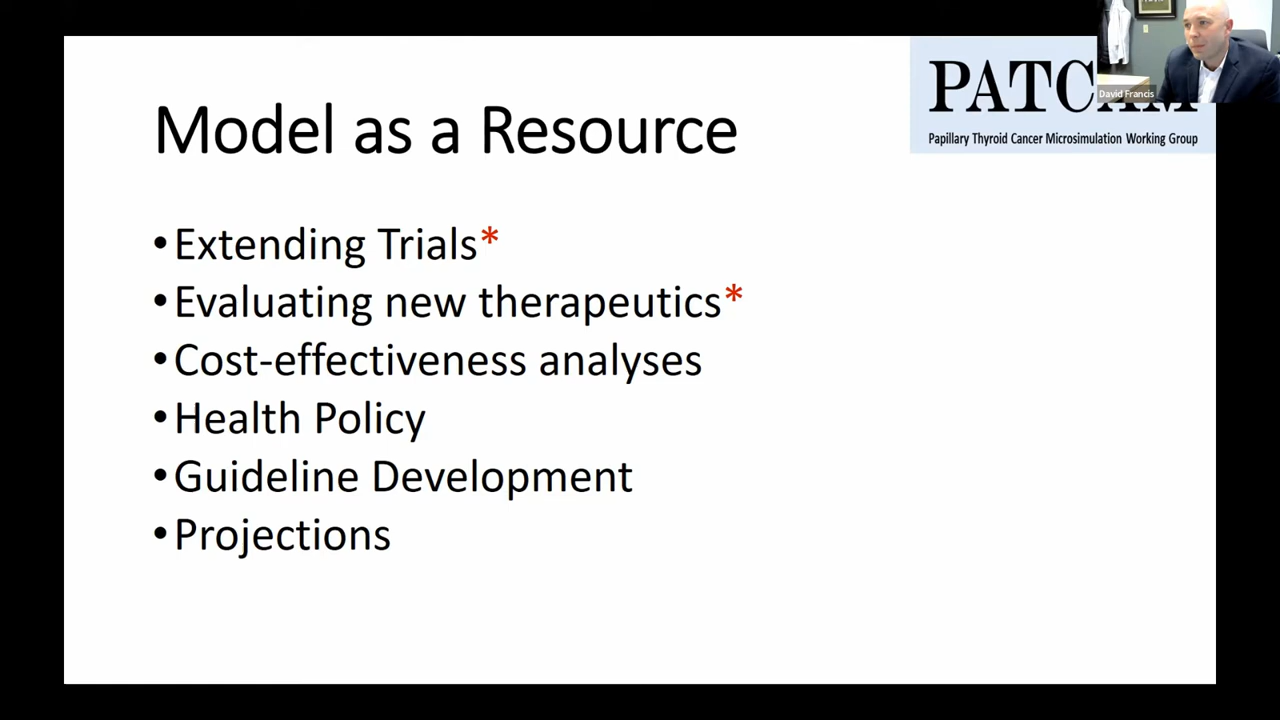 David Francis
Papillary Thyroid Cancer Microsimulation Working Group
Model as a Resource
•Extending Trials*
•Evaluating new therapeutics*
•Cost-effectiveness analyses
•Health Policy
•Guideline Development
•Projections